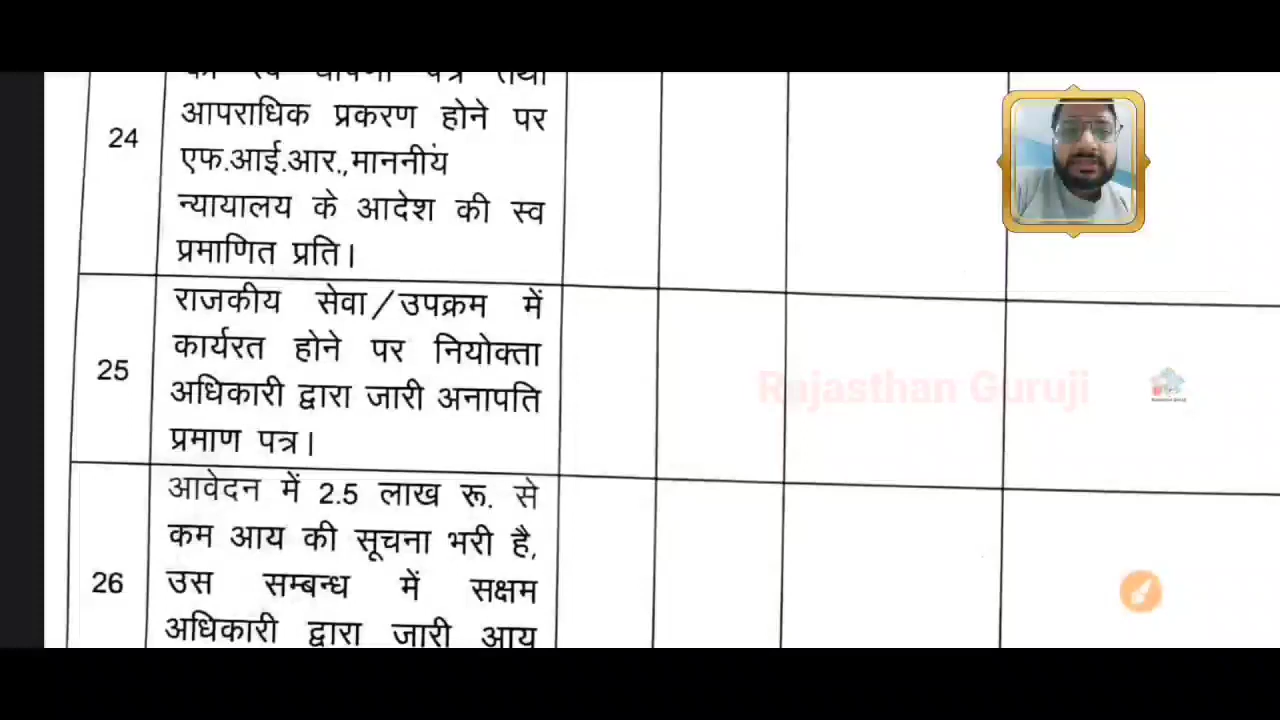 तथा
24
आपराधिक प्रकरण होने पर
एफ.आई.आर.,माननीय
न्यायालय के आदेश की स्व
प्रमाणित प्रति।
25
राजकीय सेवा/उपक्रम में
कार्यरत होने पर नियोक्ता
अधिकारी द्वारा जारी अनापति
प्रमाण पत्र।
26
आवेदन में 2.5 लाख रू. से
कम आय की सूचना भरी है,
उस सम्बन्ध में सक्षम
अधिकारी द्वारा जारी आय
Rajasthan Guruji